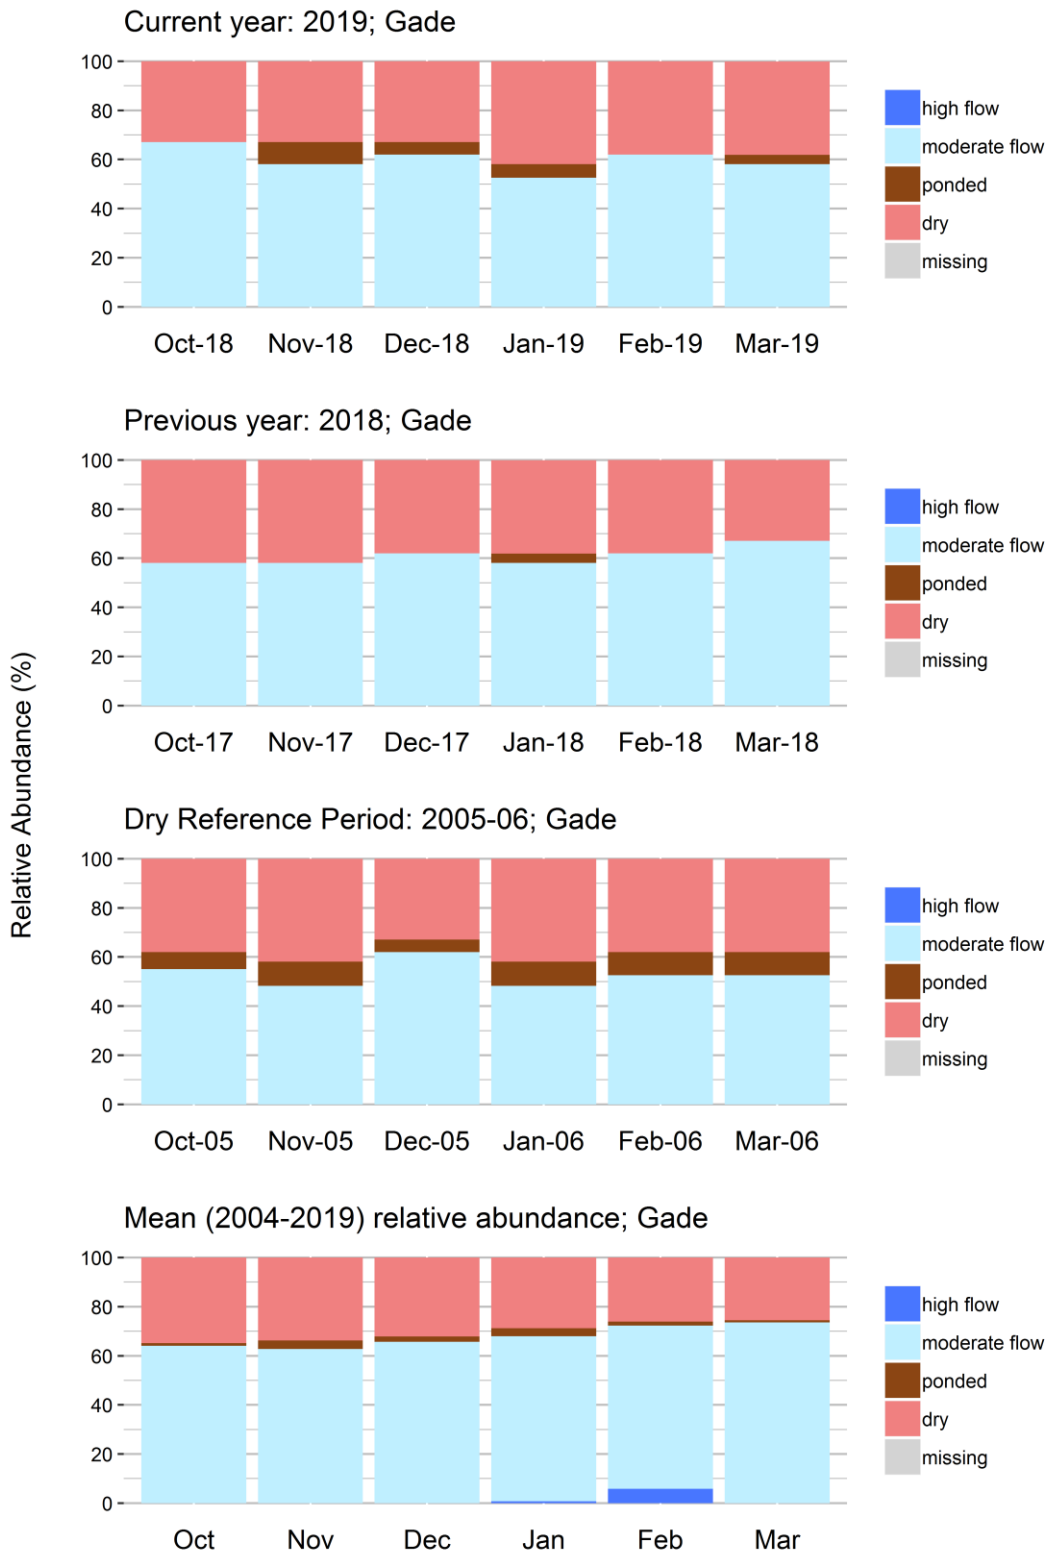 Relative Abundance (%)
Current year: 2019; Gade
100
80
60
40
20
0
Oct-18 Nov-18 Dec-18 Jan-19 Feb-19 Mar-19
high flow
moderate flow
ponded
dry
missing
Previous year: 2018; Gade
100
80
60
40
20
0
Oct-17 Nov-17 Dec-17 Jan-18 Feb-18 Mar-18
high flow
moderate flow
ponded
dry
missing
Dry Reference Period: 2005-06; Gade
100
80
60
40
20
0
Oct-05 Nov-05 Dec-05 Jan-06 Feb-06 Mar-06
high flow
moderate flow
ponded
dry
missing
Mean (2004-2019) relative abundance; Gade
100
80
60
40
20
0
Oct Nov Dec Jan Feb Mar
high flow
moderate flow
ponded
dry
missing